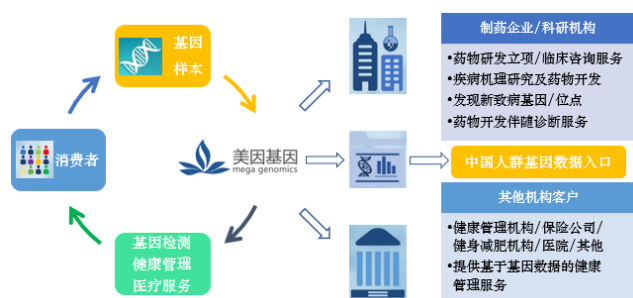 基因
样本
消费者
美因基因
mega genomics
基因检测
健康管理
医疗服务
制药企业/科研机构
•药物研发立项/临床咨询服务
•疾病机理研究及药物开发
•发现新致病基因/位点
•药物开发伴随诊断服务
中国人群基因数据入口
其他机构客户
•健康管理机构/保险公司/
健身减肥机构/医院/其他
•提供基于基因数据的健康
管理服务